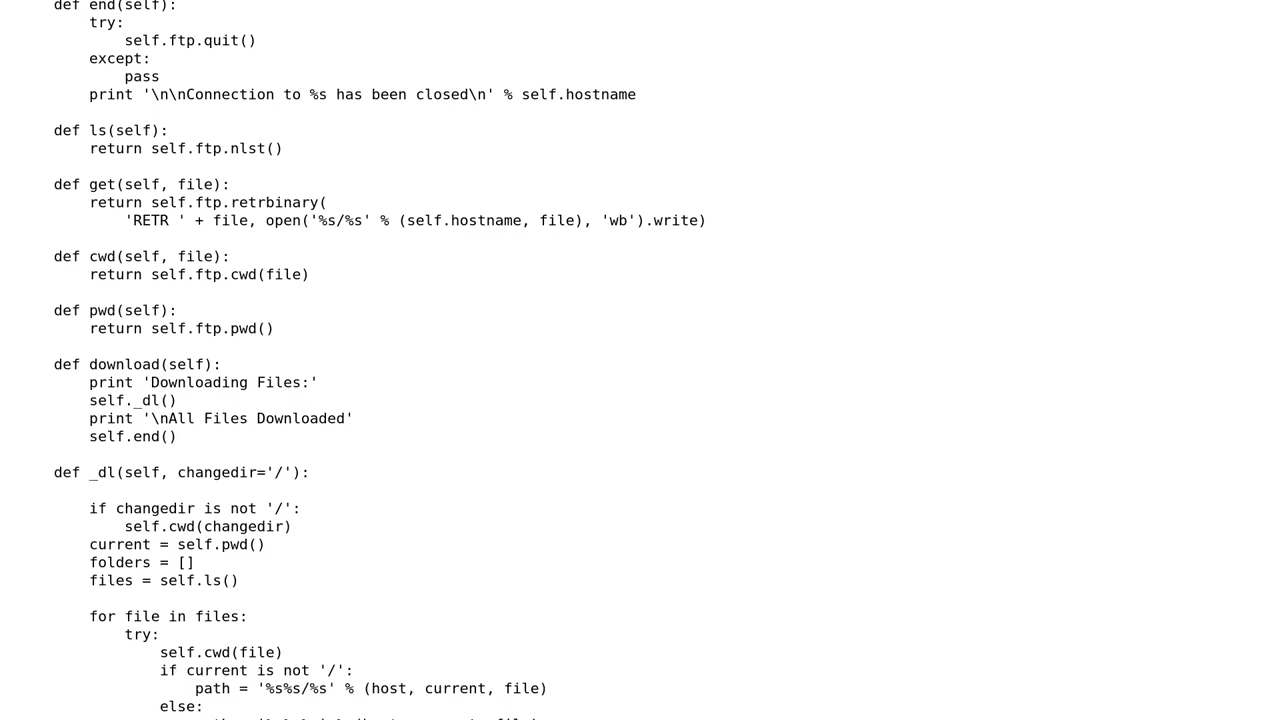 def end(self):
    try:
        self.ftp.quit()
    except:
        pass
    print '\n\nConnection to %s has been closed\n' % self.hostname

def ls(self):
    return self.ftp.nlst()

def get(self, file):
    return self.ftp.retrbinary(
        'RETR ' + file, open('%s/%s' % (self.hostname, file), 'wb').write)

def cwd(self, file):
    return self.ftp.cwd(file)

def pwd(self):
    return self.ftp.pwd()

def download(self):
    print 'Downloading Files:'
    self._dl()
    print '\nAll Files Downloaded'
    self.end()

def _dl(self, changedir='/'):

    if changedir is not '/':
        self.cwd(changedir)
    current = self.pwd()
    folders = []
    files = self.ls()

    for file in files:
        try:
            self.cwd(file)
            if current is not '/':
                path = '%s%s/%s' % (host, current, file)
            else: